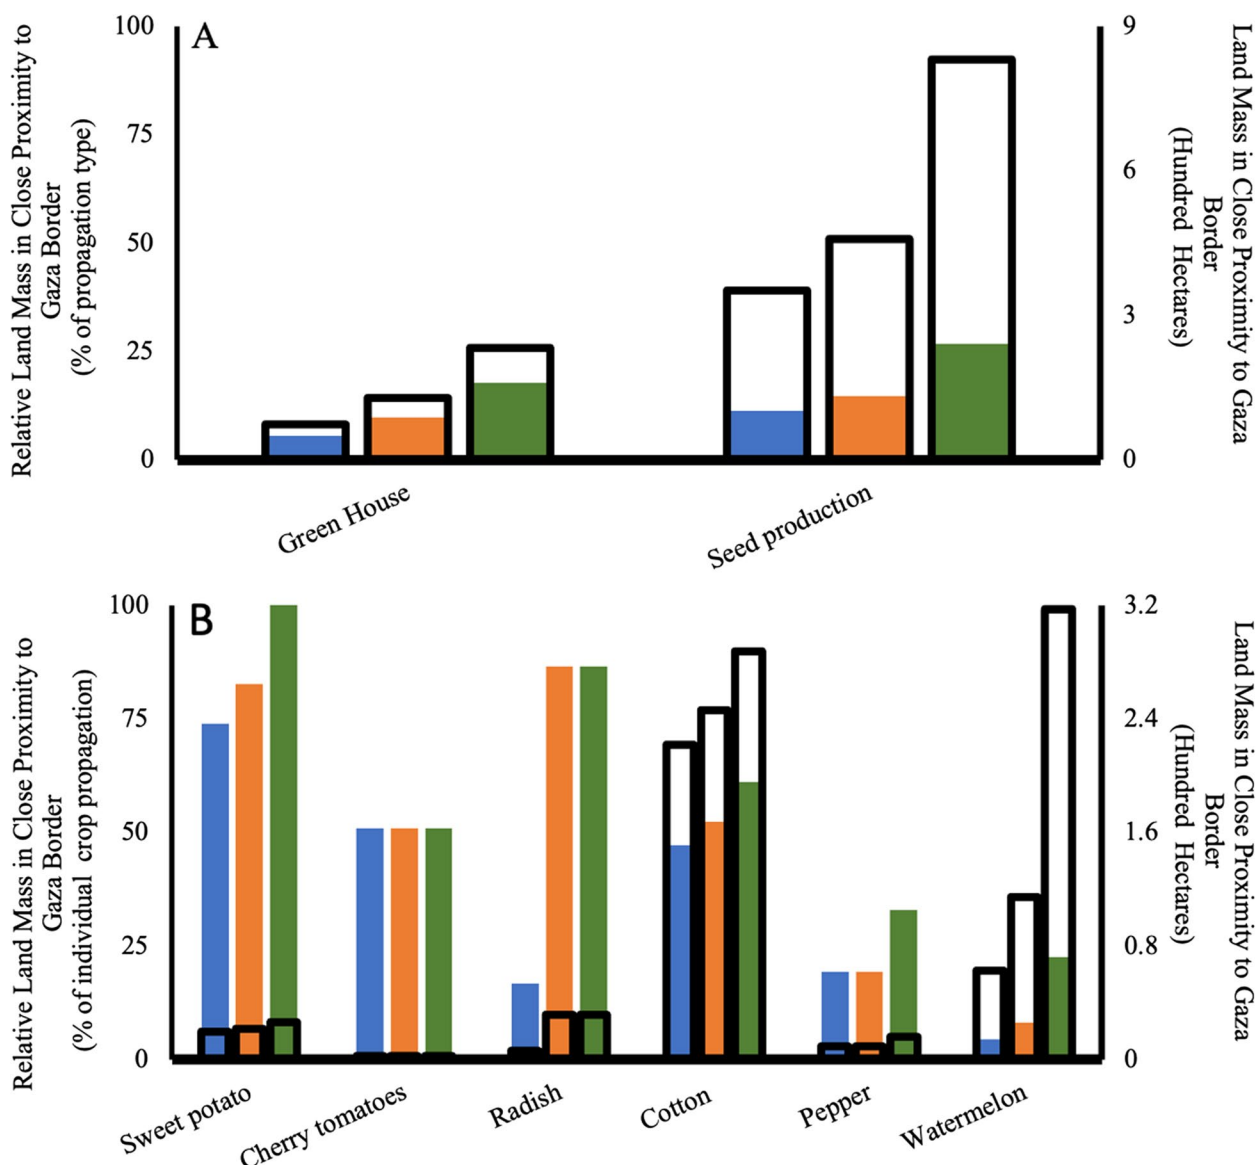 A
Relative Land Mass in Close Proximity to
Gaza Border
(% of propagation type)
100
75
50
25
0
9
6
3
0
Land Mass in Close Proximity to Gaza
Border
(Hundred Hectares)
Green House
Seed production
B
Relative Land Mass in Close Proximity to
Gaza Border
(% of individual crop propagation)
100
75
50
25
0
3.2
2.4
1.6
0.8
0
Land Mass in Close Proximity to Gaza
Border
(Hundred Hectares)
Sweet potato
Cherry tomatoes
Radish
Cotton
Pepper
Watermelon